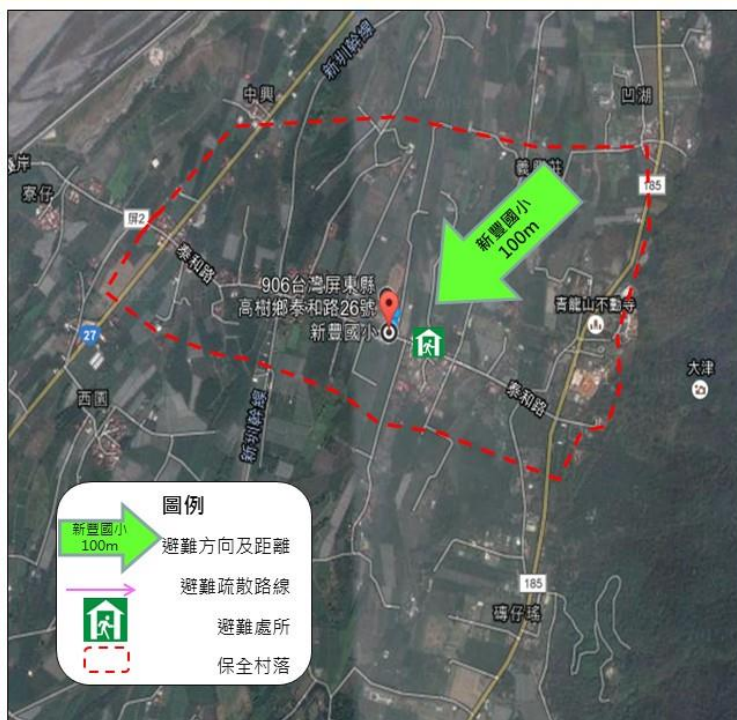 新圳幹線
中興
凹湖
義興莊
185
寮仔
屏2
泰和路
新豐國小
100m
906台灣屏東縣
高樹鄉泰和路26號
新豐國小
青龍山不動寺
27
大津
西園
新圳幹線
泰和路
圖例
新豐國小
100m
避難方向及距離
避難疏散路線
避難處所
保全村落
185
磚仔瑤